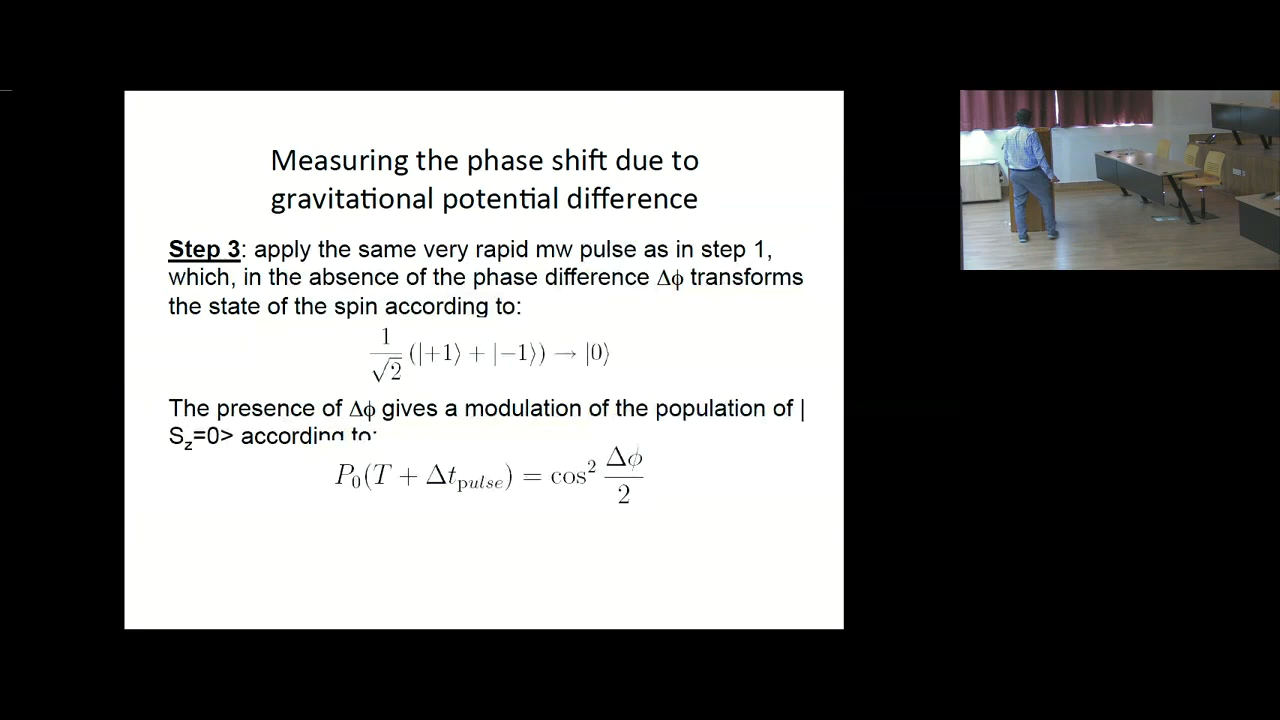 Measuring the phase shift due to
gravitational potential difference
Step 3: apply the same very rapid mw pulse as in step 1,
which, in the absence of the phase difference Δϕ transforms
the state of the spin according to:
1/√2 (|+1⟩ + |−1⟩) → |0⟩
The presence of Δϕ gives a modulation of the population of |
S_z=0> according to:
P_0(T + Δt_pulse) = cos² Δϕ/2